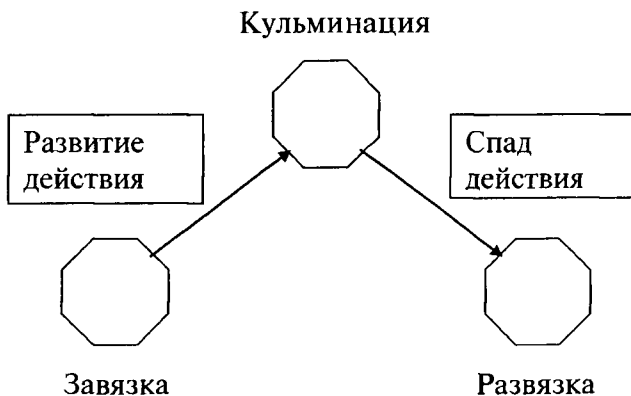 Кульминация
Развитие
действия
Спад
действия
Завязка
Развязка